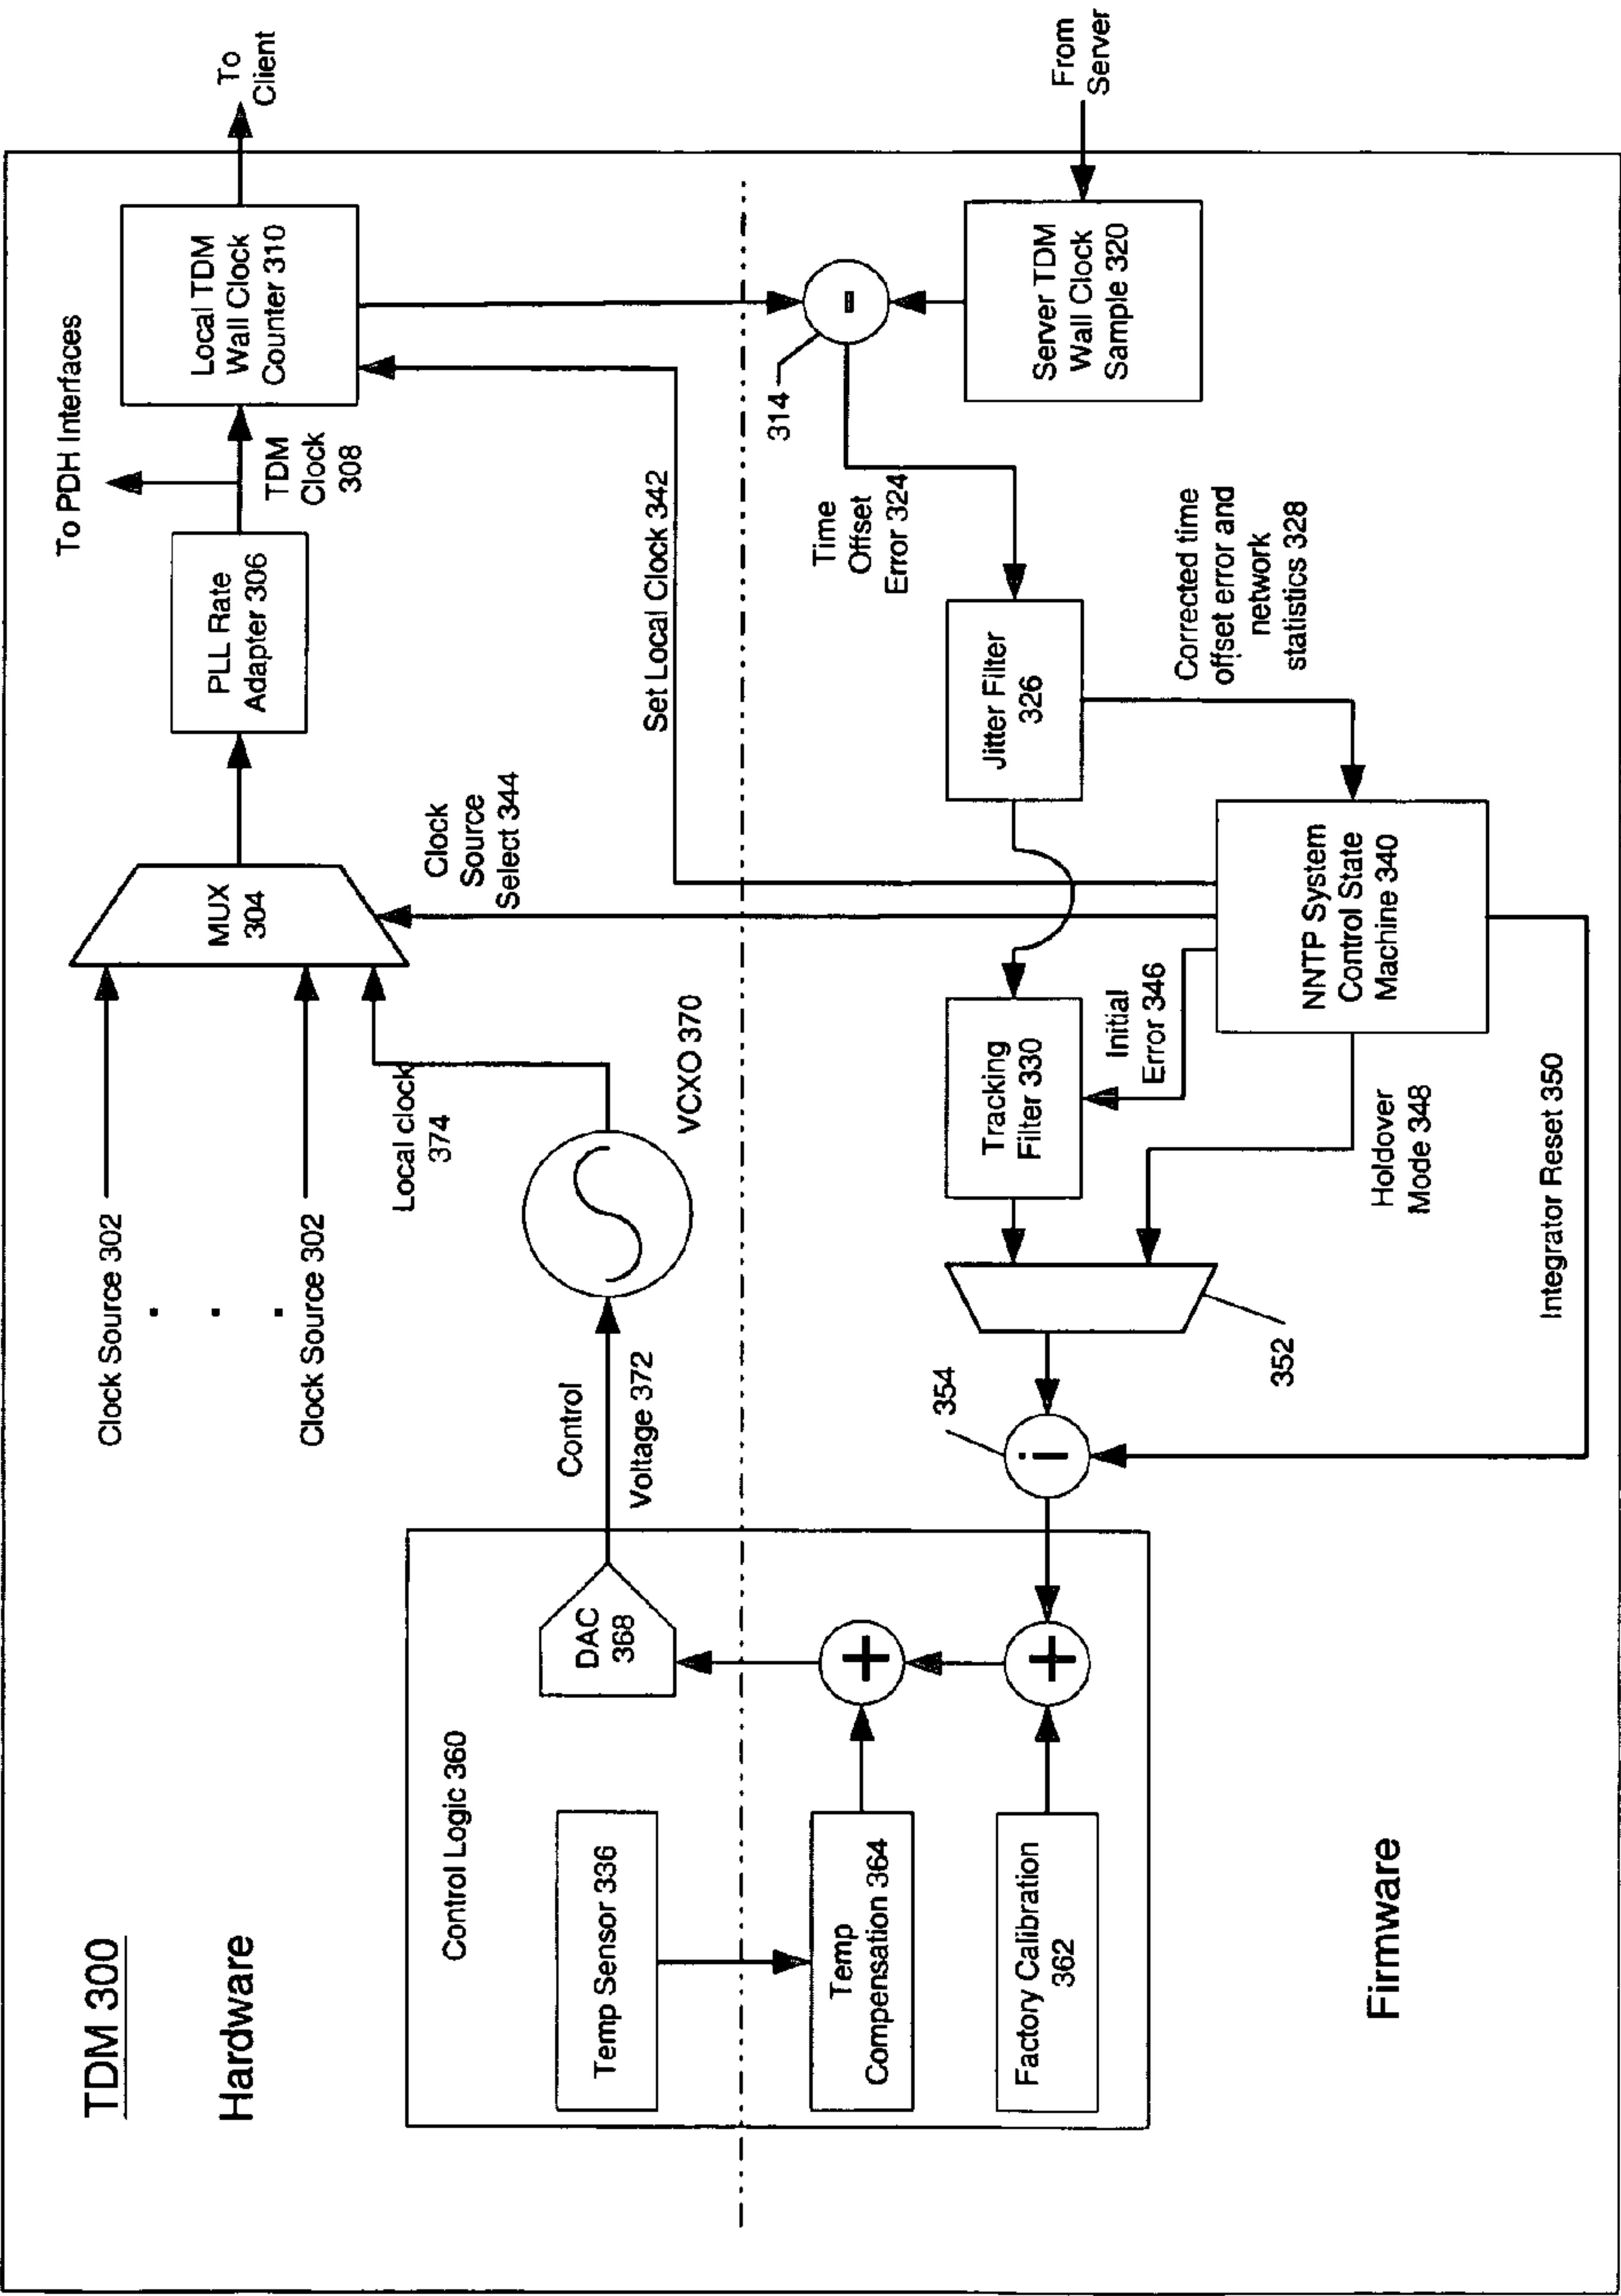 TDM 300
Hardware
Clock Source 302
.
.
.
Clock Source 302
MUX
304
PLL Rate
Adapter 306
To PDH Interfaces
TDM
Clock
308
Local TDM
Wall Clock
Counter 310
To
Client
Control Logic 360
Temp Sensor 336
DAC
368
Control
Voltage 372
VCXO 370
Local clock
374
Clock
Source
Select 344
Set Local Clock 342
Temp
Compensation 364
+
Factory Calibration
362
+
354
i
352
Tracking
Filter 330
Initial
Error 346
Holdover
Mode 348
Integrator Reset 350
Jitter Filter
326
Time
Offset
Error 324
314
-
Corrected time
offset error and
network
statistics 328
NNTP System
Control State
Machine 340
Server TDM
Wall Clock
Sample 320
From
Server
Firmware